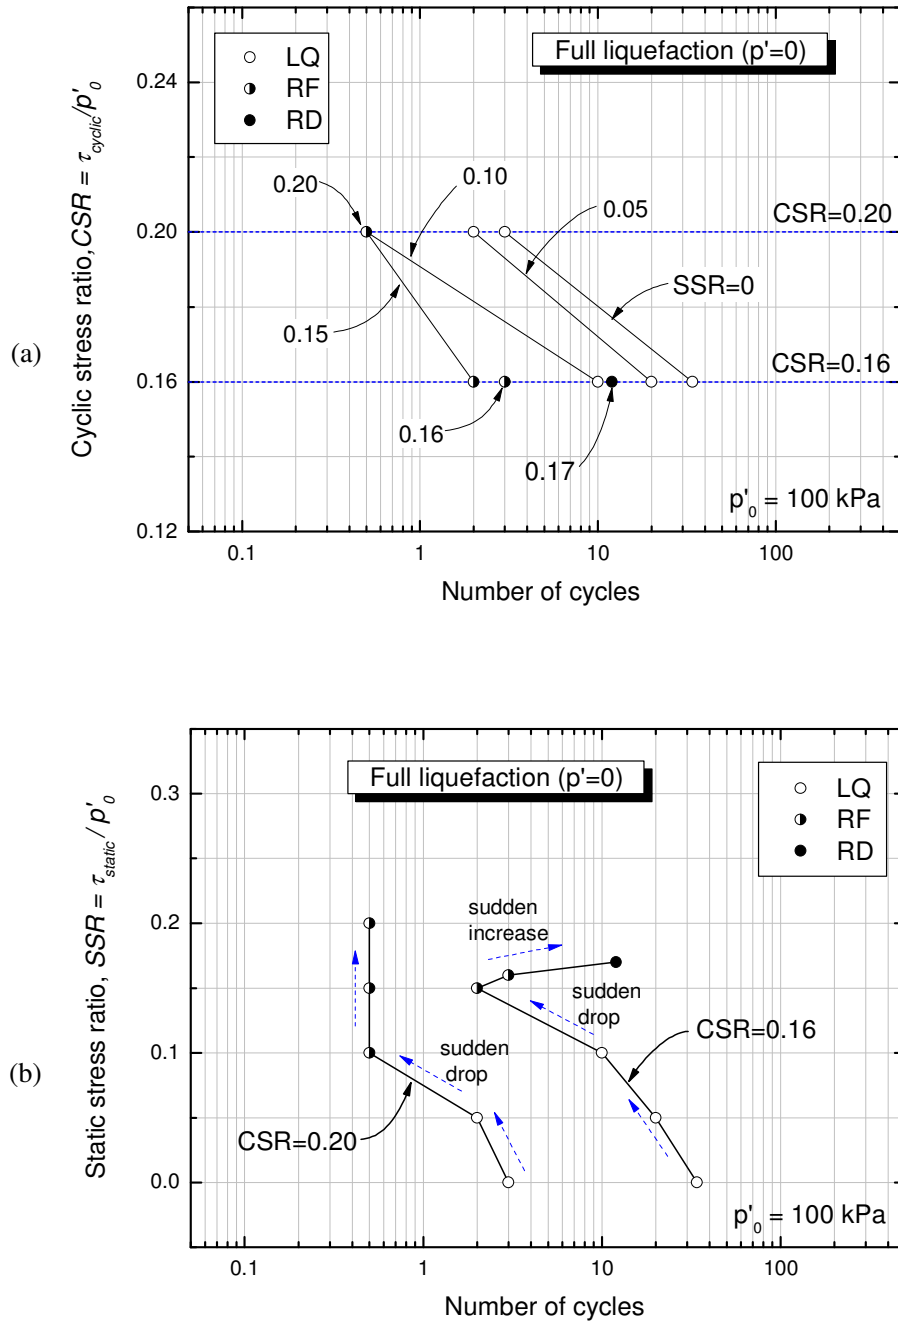 Full liquefaction (p'=0)
LQ
RF
RD
0.24
0.20
0.16
0.12
Cyclic stress ratio, CSR = τcyclic/p'0
0.20
0.10
0.05
CSR=0.20
SSR=0
0.15
CSR=0.16
0.16
0.17
p'0 = 100 kPa
(a)
0.1
1
10
100
Number of cycles
Full liquefaction (p'=0)
LQ
RF
RD
0.3
0.2
0.1
0.0
Static stress ratio, SSR = τstatic / p'0
sudden
increase
sudden
drop
CSR=0.16
sudden
drop
CSR=0.20
p'0 = 100 kPa
(b)
0.1
1
10
100
Number of cycles